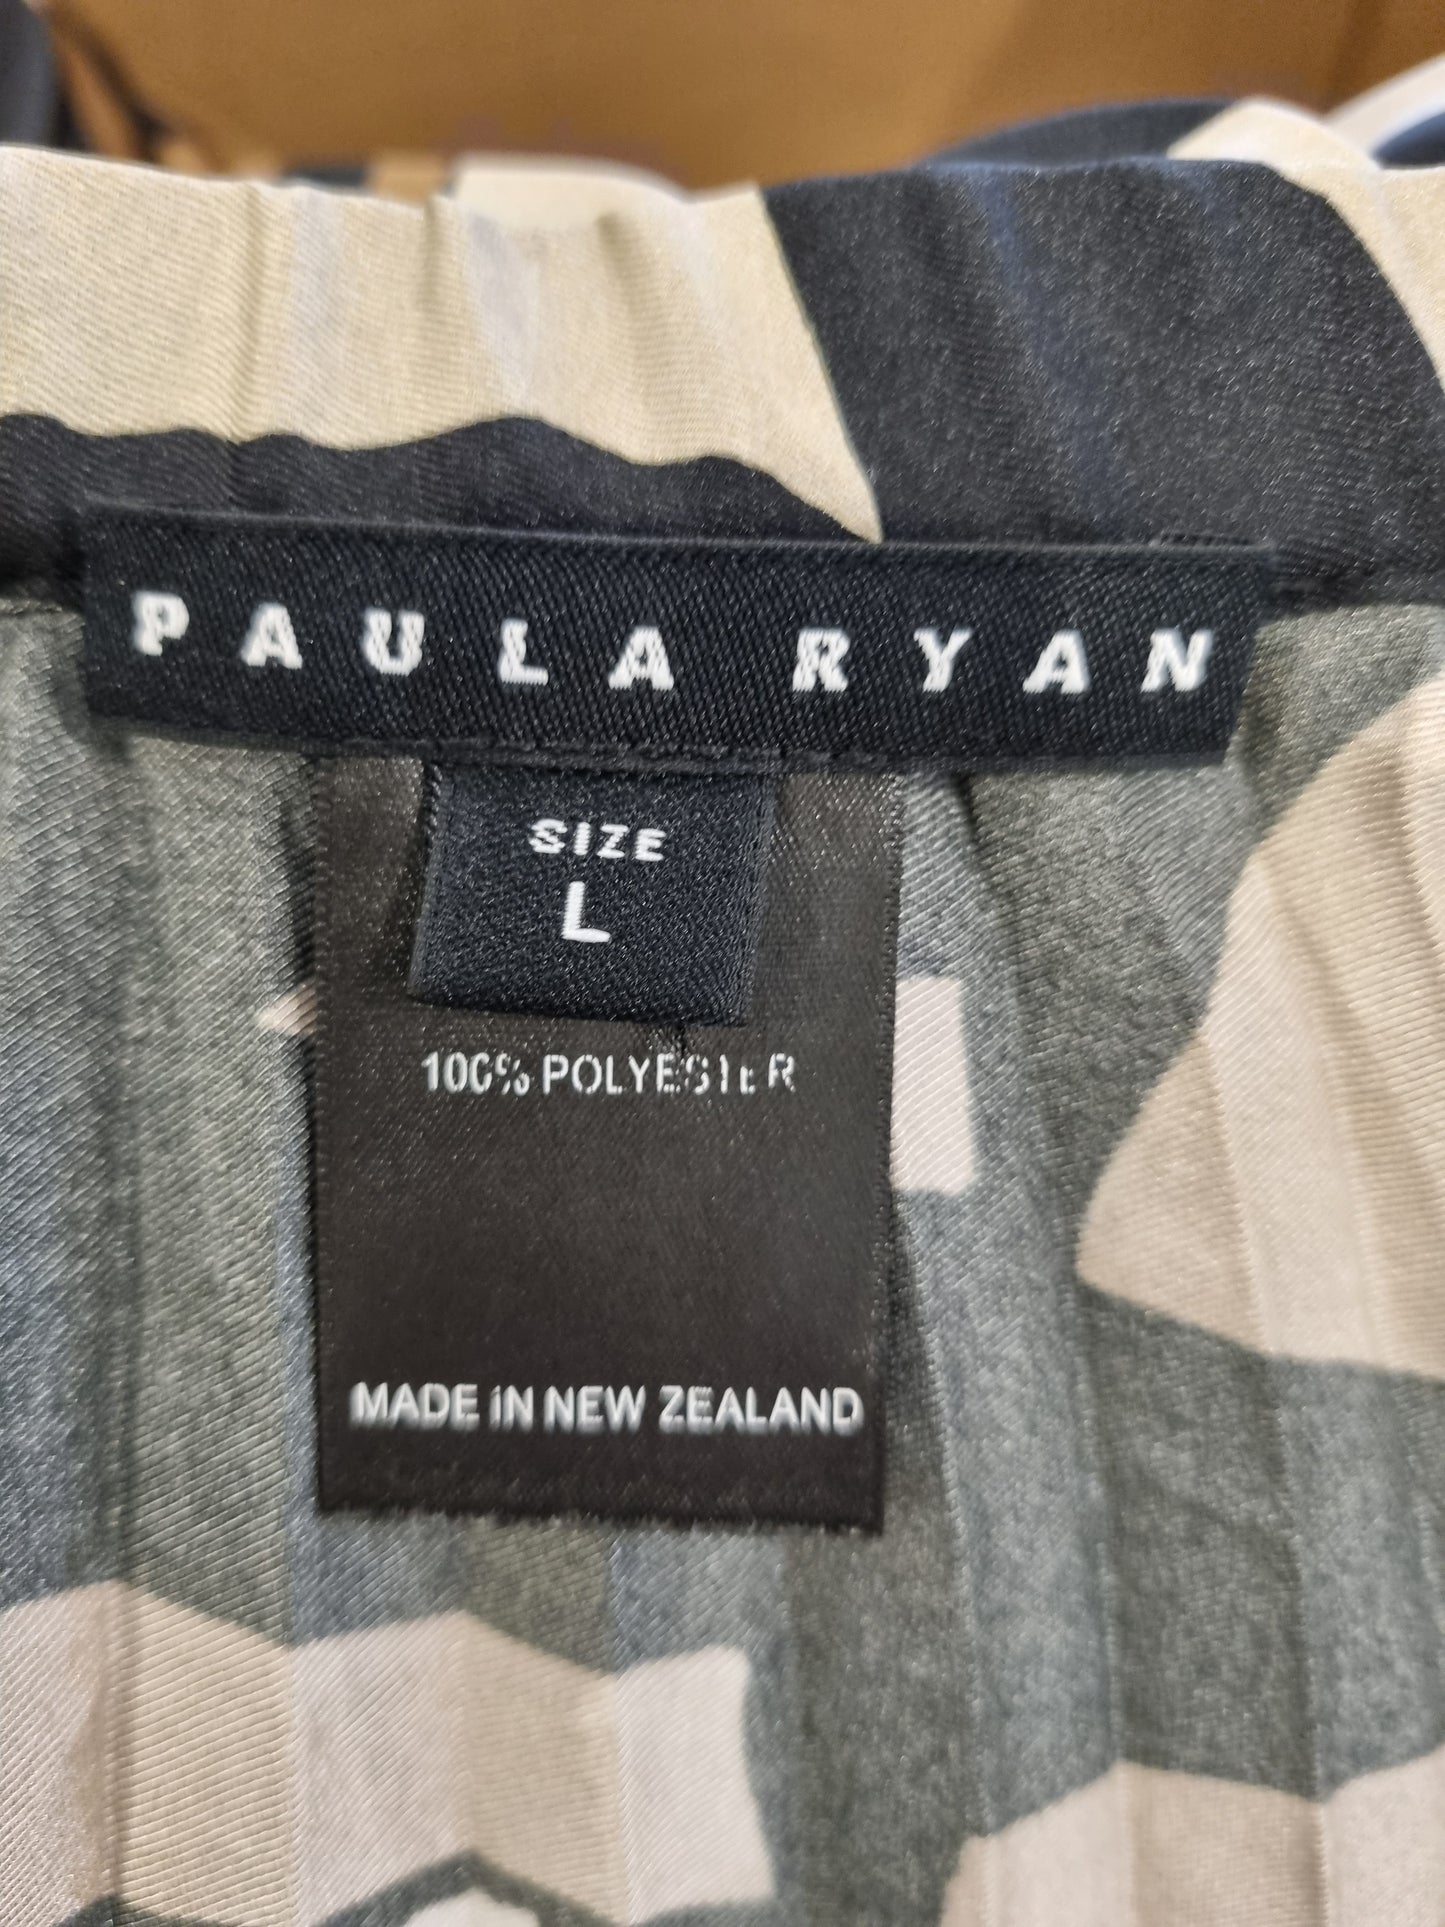 PAULA RYAN
SIZE
L
100% POLYESTER
MADE IN NEW ZEALAND